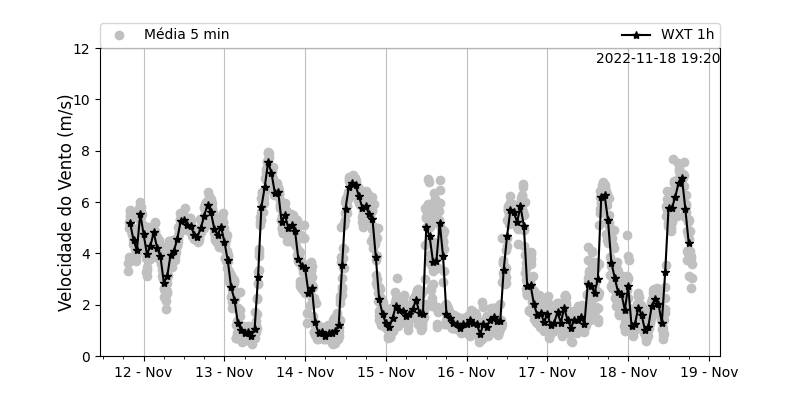 Média 5 min
WXT 1h
2022-11-18 19:20
Velocidade do Vento (m/s)
12
10
8
6
4
2
0
12 - Nov
13 - Nov
14 - Nov
15 - Nov
16 - Nov
17 - Nov
18 - Nov
19 - Nov